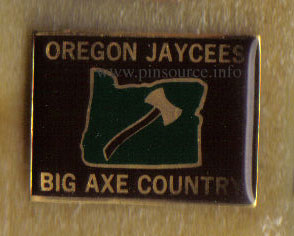 OREGON JAYCEES
www.pinsource.info
BIG AXE COUNTRY